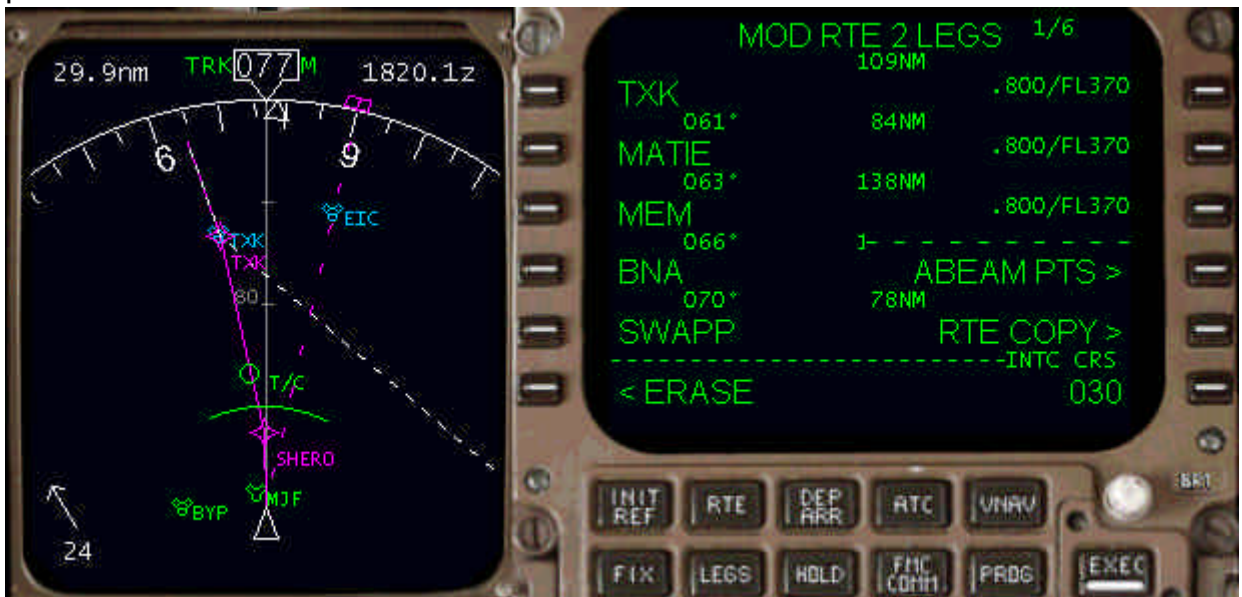 29.9nm TRK 077 M 1820.1z
6 9
EIC
TXK
TXK
80
T/C
SHERO
BYP MJF
24
MOD RTE 2 LEGS 1/6
109NM
TXK .800/FL370
061° 84NM
MATIE .800/FL370
063° 138NM
MEM .800/FL370
066°
BNA ABEAM PTS >
070° 78NM
SWAPP RTE COPY >
INTC CRS
< ERASE 030
INIT REF RTE DEP ARR ATC VNAV BRT
FIX LEGS HOLD FMC COMM PROG EXEC